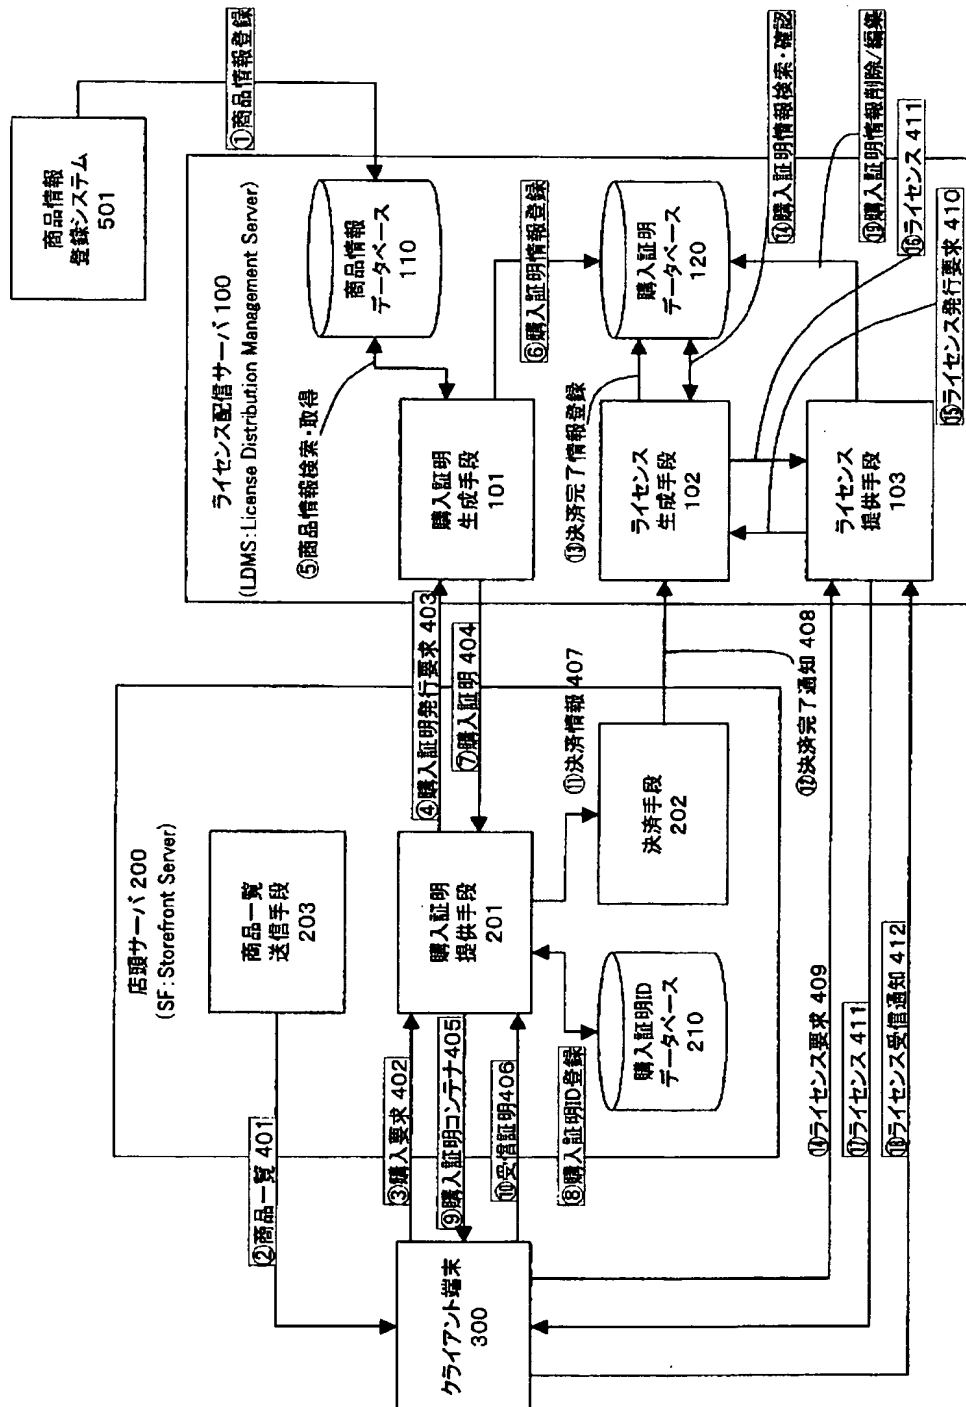 商品情報
登録システム
501
①商品情報登録
ライセンス配信サーバ 100
(LDMS:License Distribution Management Server)
商品情報
データベース
110
⑤商品情報検索・取得
購入証明
生成手段
101
⑥購入証明情報登録
購入証明
データベース
120
⑬決済完了情報登録
ライセンス
生成手段
102
⑭購入証明情報検索・確認
⑲購入証明情報削除/編集
⑯ライセンス 411
⑮ライセンス発行要求 410
ライセンス
提供手段
103
店頭サーバ 200
(SF:Storefront Server)
商品一覧
送信手段
203
④購入証明発行要求 403
⑦購入証明 404
購入証明
提供手段
201
⑪決済情報 407
決済手段
202
⑫決済完了通知 408
購入証明ID
データベース
210
⑧購入証明ID登録
②商品一覧 401
③購入要求 402
⑨購入証明コンテナ405
⑩受信証明406
クライアント端末
300
⑭ライセンス要求 409
⑰ライセンス 411
⑱ライセンス受信通知 412